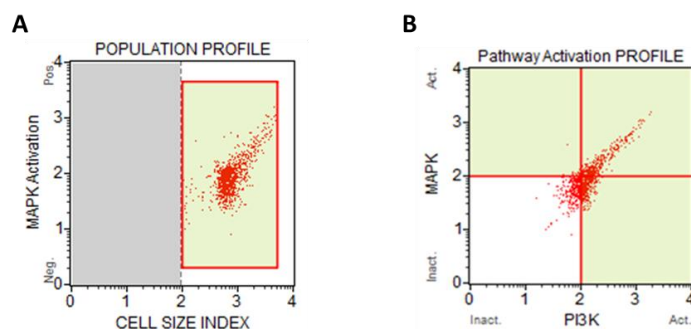 A
POPULATION PROFILE
MAPK Activation
Pos.
Neg.
4
3
2
1
0
0 1 2 3 4
CELL SIZE INDEX
B
Pathway Activation PROFILE
MAPK
Act.
Inact.
4
3
2
1
0
0 1 2 3 4
Inact. PI3K Act.